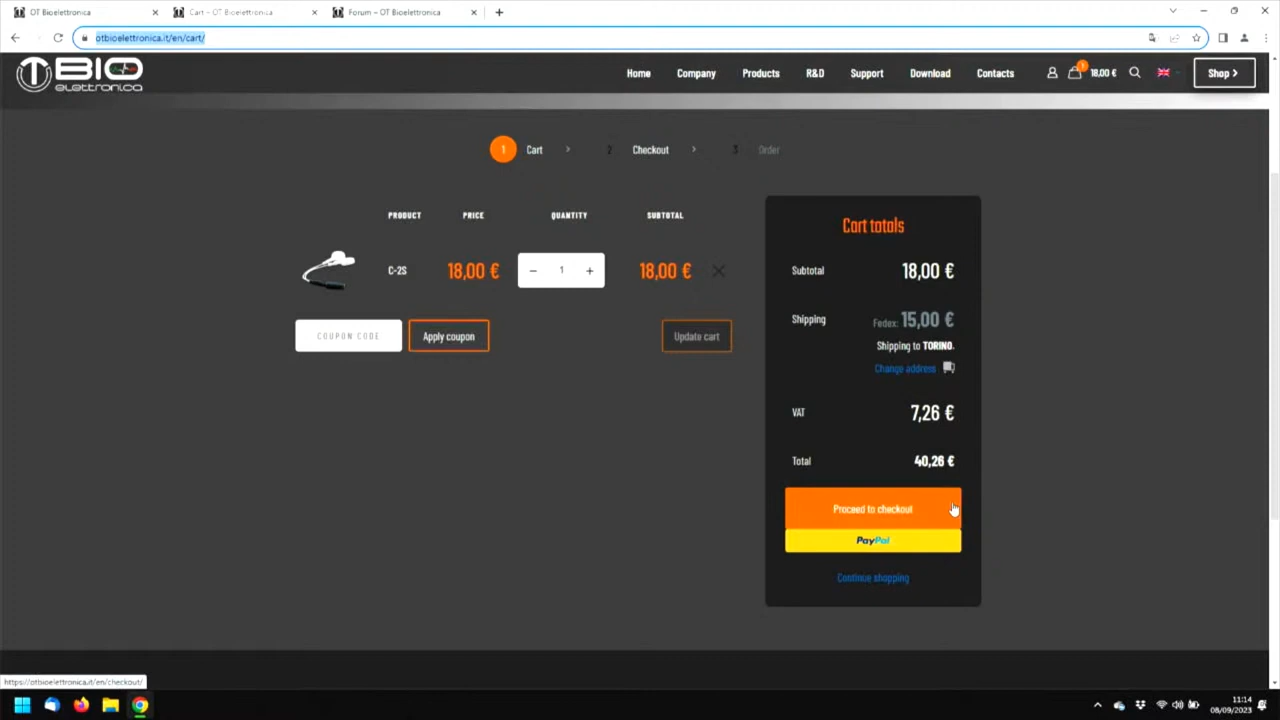 OT Bioelettronica
Cart – OT Bioelettronica
Forum – OT Bioelettronica
otbioelettronica.it/en/cart/
OT BIO
elettronica
Home Company Products R&D Support Download Contacts 1 18,00 € Shop
1 Cart 2 Checkout 3 Order
PRODUCT PRICE QUANTITY SUBTOTAL
C-2S 18,00 € − 1 + 18,00 €
COUPON CODE Apply coupon Update cart
Cart totals
Subtotal 18,00 €
Shipping Fedex: 15,00 €
Shipping to TORINO.
Change address
VAT 7,26 €
Total 40,26 €
Proceed to checkout
PayPal
Continue shopping
https://otbioelettronica.it/en/checkout/
11:14
08/09/2023